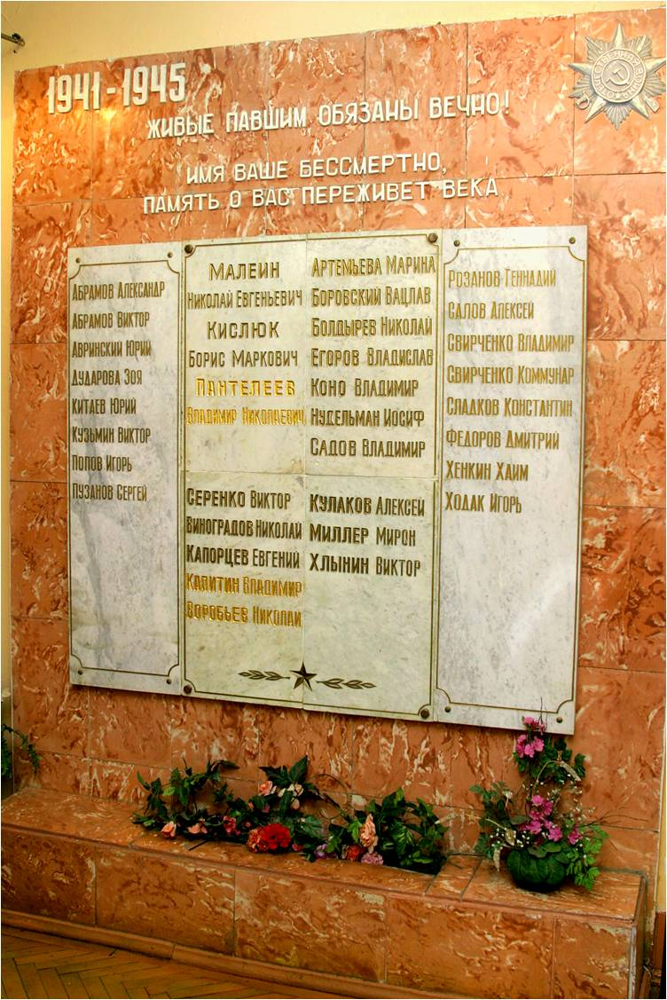 1941-1945
ЖИВЫЕ ПАВШИМ ОБЯЗАНЫ ВЕЧНО!
ИМЯ ВАШЕ БЕССМЕРТНО,
ПАМЯТЬ О ВАС ПЕРЕЖИВЕТ ВЕКА
АБРАМОВ АЛЕКСАНДР
АБРАМОВ ВИКТОР
АВРИНСКИЙ ЮРИЙ
ДУДАРОВА ЗОЯ
КИТАЕВ ЮРИЙ
КУЗЬМИН ВИКТОР
ПОПОВ ИГОРЬ
ПУЗАНОВ СЕРГЕЙ
МАЛЕИН
НИКОЛАЙ ЕВГЕНЬЕВИЧ
КИСЛЮК
БОРИС МАРКОВИЧ
ПАНТЕЛЕЕВ
ВЛАДИМИР НИКОЛАЕВИЧ
АРТЕМЬЕВА МАРИНА
БОРОВСКИЙ ВАЦЛАВ
БОЛДЫРЕВ НИКОЛАЙ
ЕГОРОВ ВЛАДИСЛАВ
КОНО ВЛАДИМИР
НУДЕЛЬМАН ИОСИФ
САДОВ ВЛАДИМИР
СЕРЕНКО ВИКТОР
ВИНОГРАДОВ НИКОЛАЙ
КАПОРЦЕВ ЕВГЕНИЙ
КАПИТИН ВЛАДИМИР
ВОРОБЬЕВ НИКОЛАЙ
КУЛАКОВ АЛЕКСЕЙ
МИЛЛЕР МИРОН
ХЛЫНИН ВИКТОР
РОЗАНОВ ГЕННАДИЙ
САЛОВ АЛЕКСЕЙ
СВИРЧЕНКО ВЛАДИМИР
СВИРЧЕНКО КОММУНАР
СЛАДКОВ КОНСТАНТИН
ФЕДОРОВ ДМИТРИЙ
ХЕНКИН ХАИМ
ХОДАК ИГОРЬ